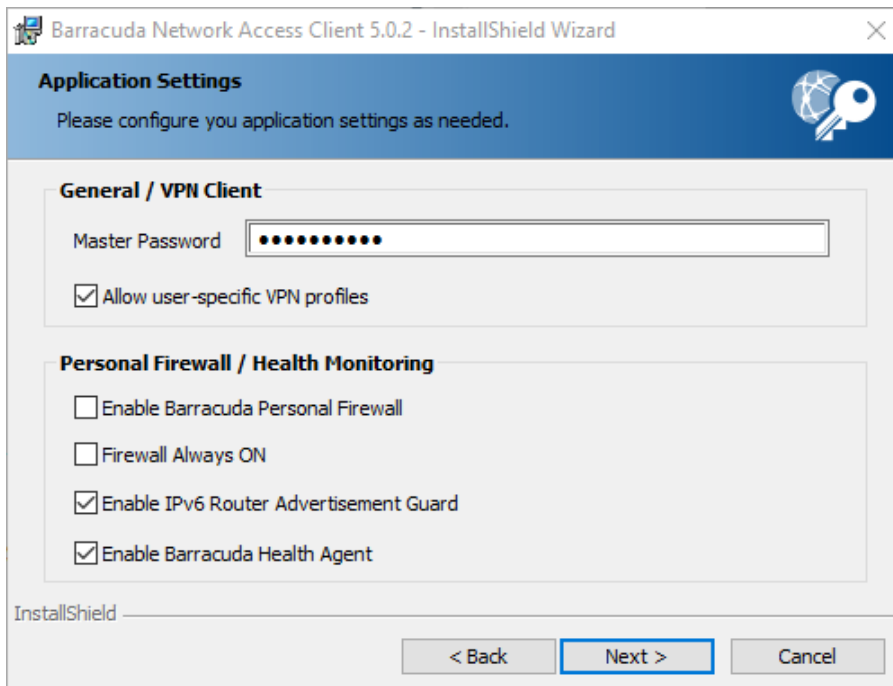 Barracuda Network Access Client 5.0.2 - InstallShield Wizard
Application Settings
Please configure you application settings as needed.
General / VPN Client
Master Password ●●●●●●●●●●
Allow user-specific VPN profiles
Personal Firewall / Health Monitoring
Enable Barracuda Personal Firewall
Firewall Always ON
Enable IPv6 Router Advertisement Guard
Enable Barracuda Health Agent
InstallShield
< Back Next > Cancel